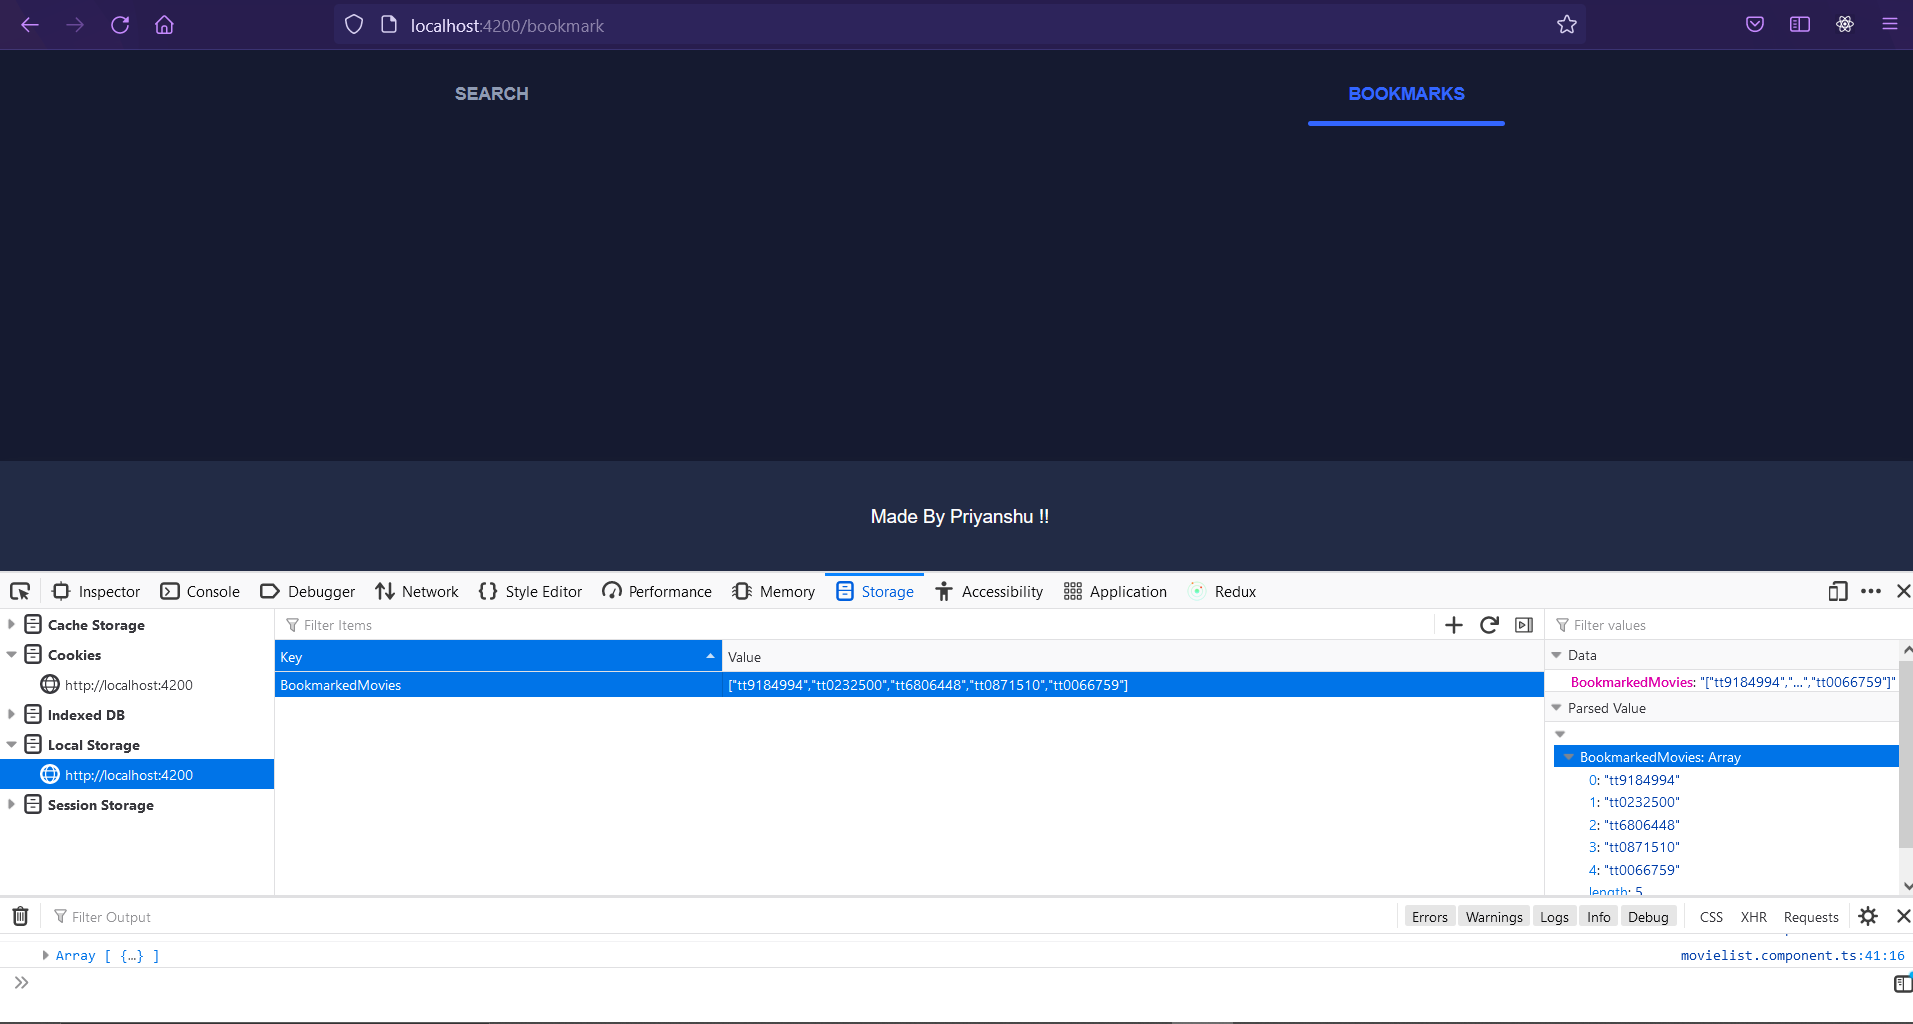 localhost:4200/bookmark
SEARCH
BOOKMARKS
Made By Priyanshu !!
Inspector
Console
Debugger
Network
Style Editor
Performance
Memory
Storage
Accessibility
Application
Redux
Cache Storage
Cookies
http://localhost:4200
Indexed DB
Local Storage
http://localhost:4200
Session Storage
Filter Items
Key
Value
BookmarkedMovies
["tt9184994","tt0232500","tt6806448","tt0871510","tt0066759"]
Filter values
Data
BookmarkedMovies: "["tt9184994","...","tt0066759"]"
Parsed Value
BookmarkedMovies: Array
0: "tt9184994"
1: "tt0232500"
2: "tt6806448"
3: "tt0871510"
4: "tt0066759"
length: 5
Filter Output
Errors
Warnings
Logs
Info
Debug
CSS
XHR
Requests
Array [ {…} ]
movielist.component.ts:41:16